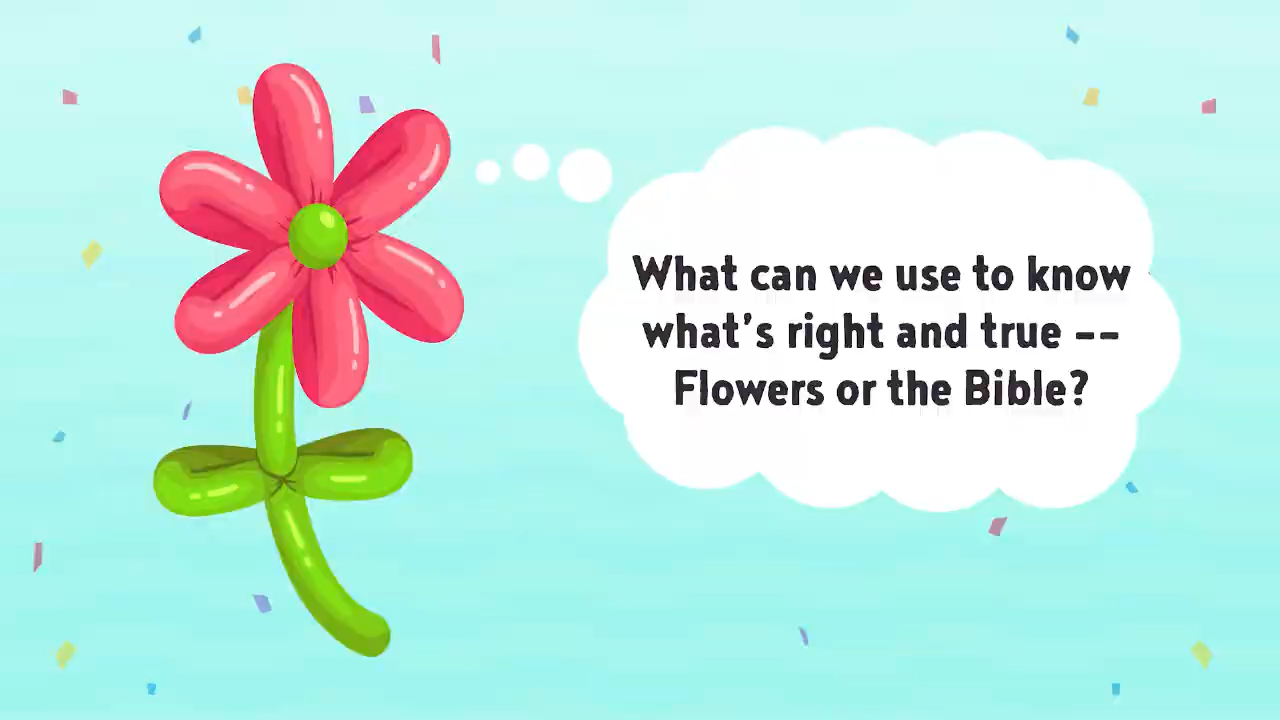 What can we use to know
what's right and true --
Flowers or the Bible?